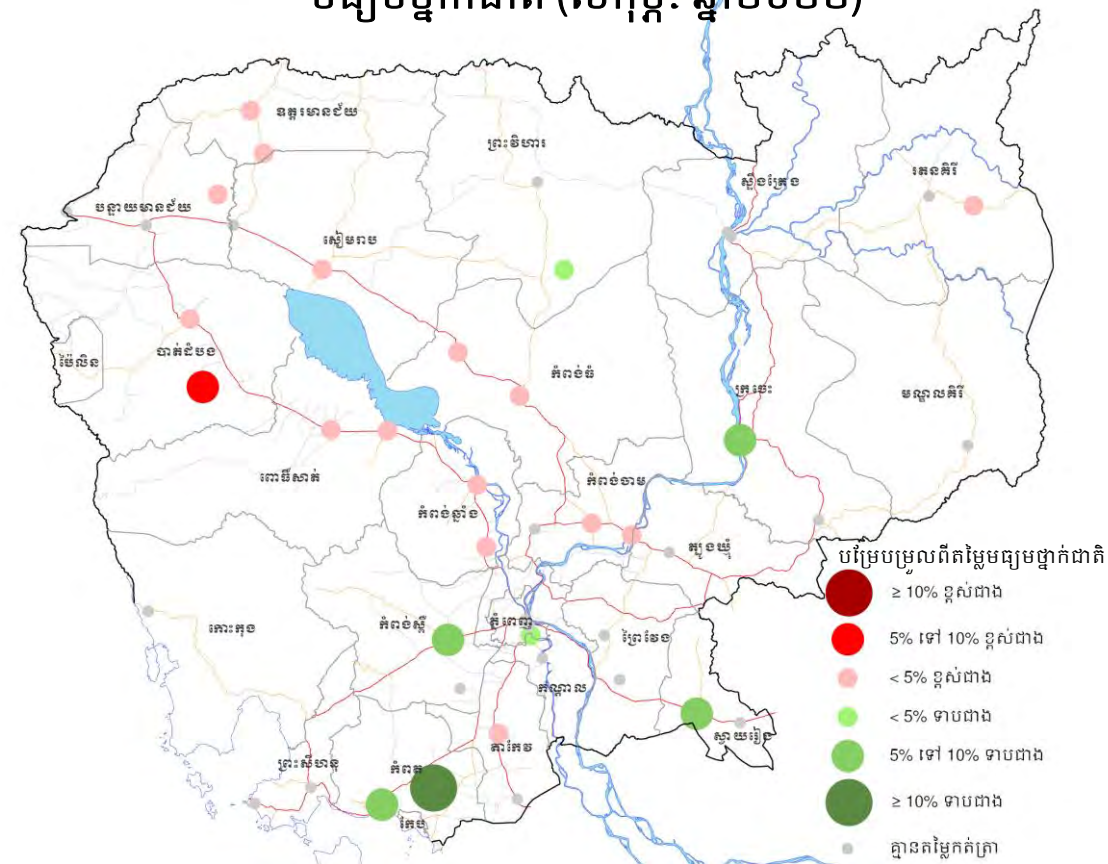 ឧត្តរមានជ័យ
ព្រះវិហារ
ស្ទឹងត្រែង
រតនគិរី
បន្ទាយមានជ័យ
សៀមរាប
ប៉ៃលិន
បាត់ដំបង
កំពង់ធំ
ក្រចេះ
មណ្ឌលគិរី
ពោធិ៍សាត់
កំពង់ចាម
កំពង់ឆ្នាំង
ត្បូងឃ្មុំ
កោះកុង
កំពង់ស្ពឺ
ភ្នំពេញ
ព្រៃវែង
កណ្តាល
ស្វាយរៀង
តាកែវ
ព្រះសីហនុ
កំពត
កែប
បម្រែបម្រួលពីតម្លៃមធ្យមថ្នាក់ជាតិ
≥ 10% ខ្ពស់ជាង
5% ទៅ 10% ខ្ពស់ជាង
< 5% ខ្ពស់ជាង
< 5% ទាបជាង
5% ទៅ 10% ទាបជាង
≥ 10% ទាបជាង
គ្មានតម្លៃកត់ត្រា